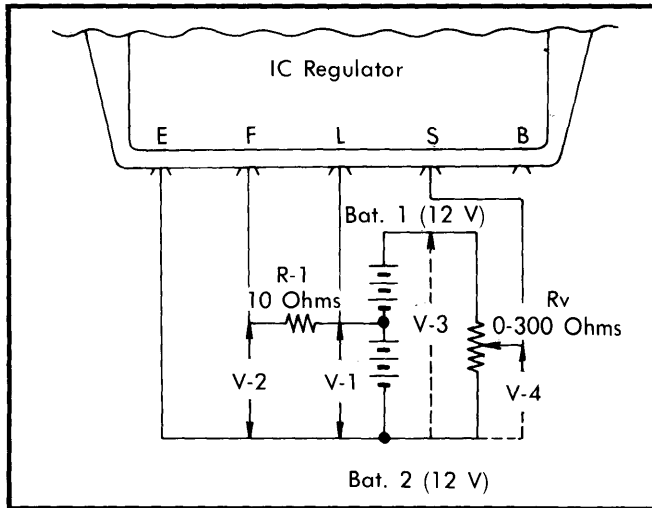 IC Regulator
E F L S B
Bat. 1 (12 V)
R-1
10 Ohms
V-3
Rv
0-300 Ohms
V-2
V-1
V-4
Bat. 2 (12 V)